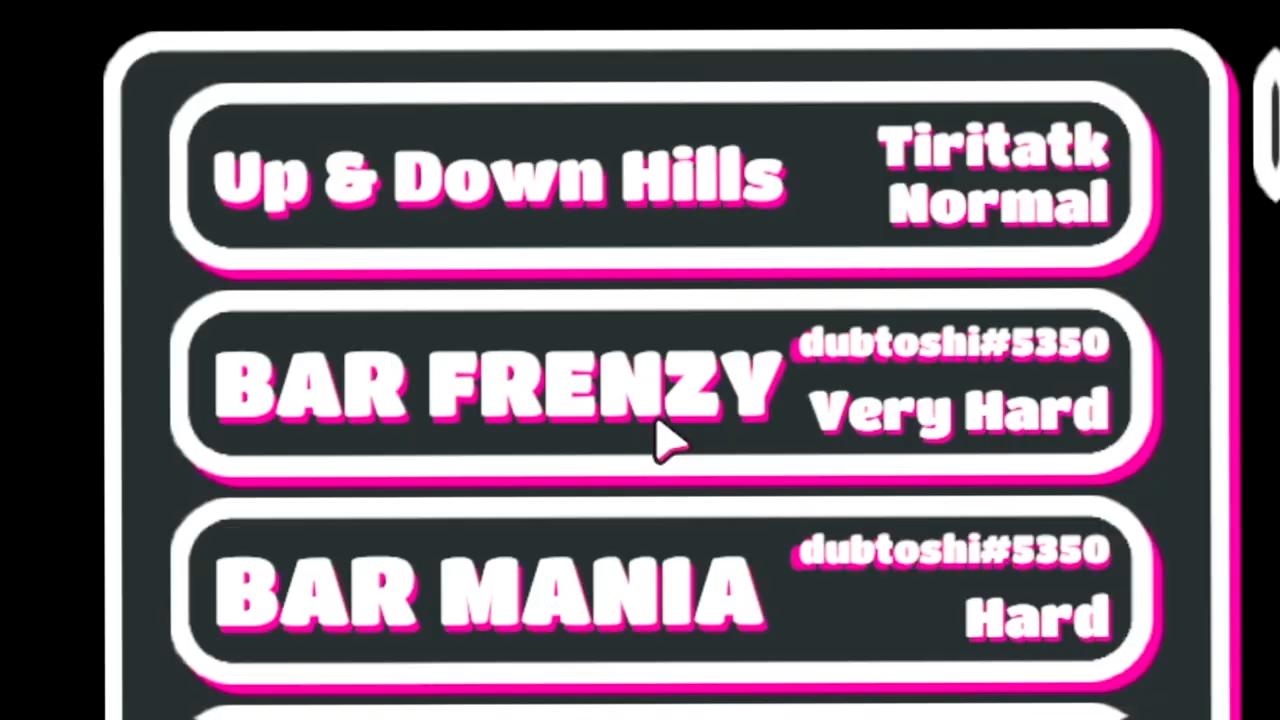 Up & Down Hills
Tiritatk
Normal
BAR FRENZY
dubtoshi#5350
Very Hard
BAR MANIA
dubtoshi#5350
Hard